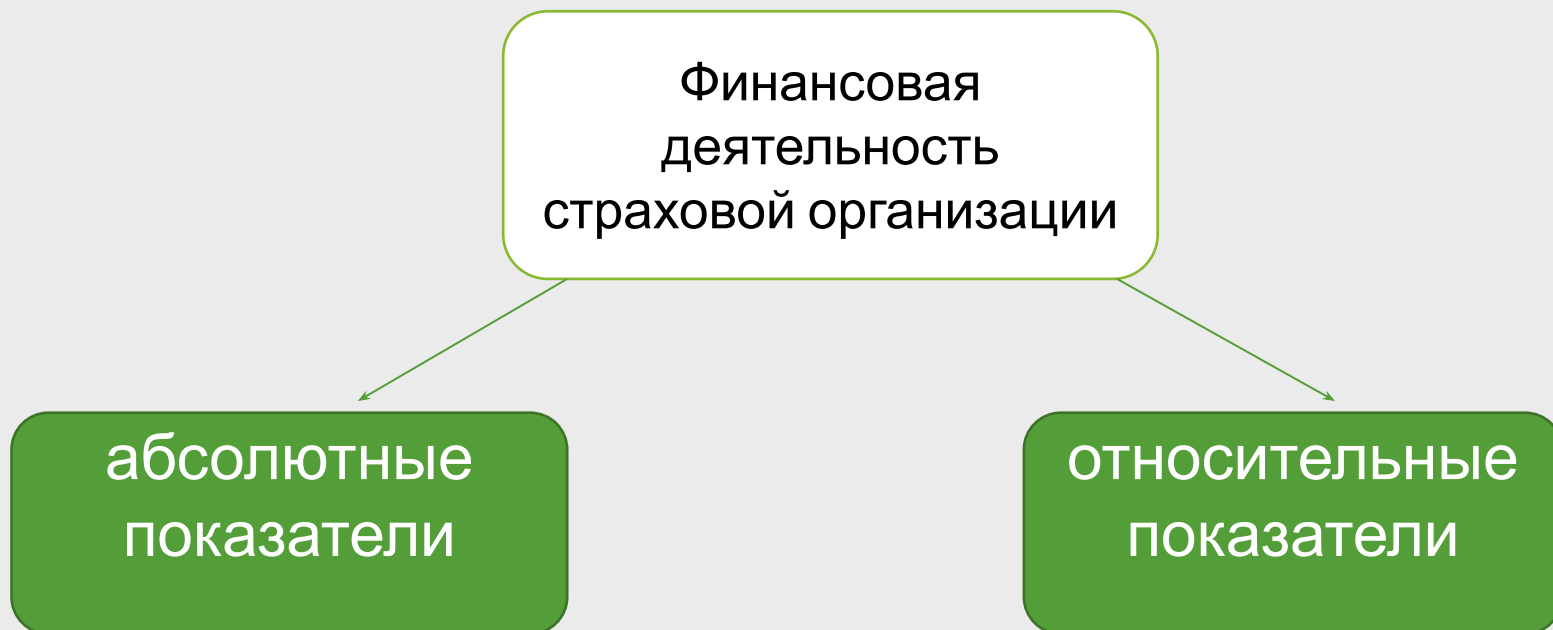 Финансовая
деятельность
страховой организации
абсолютные
показатели
относительные
показатели